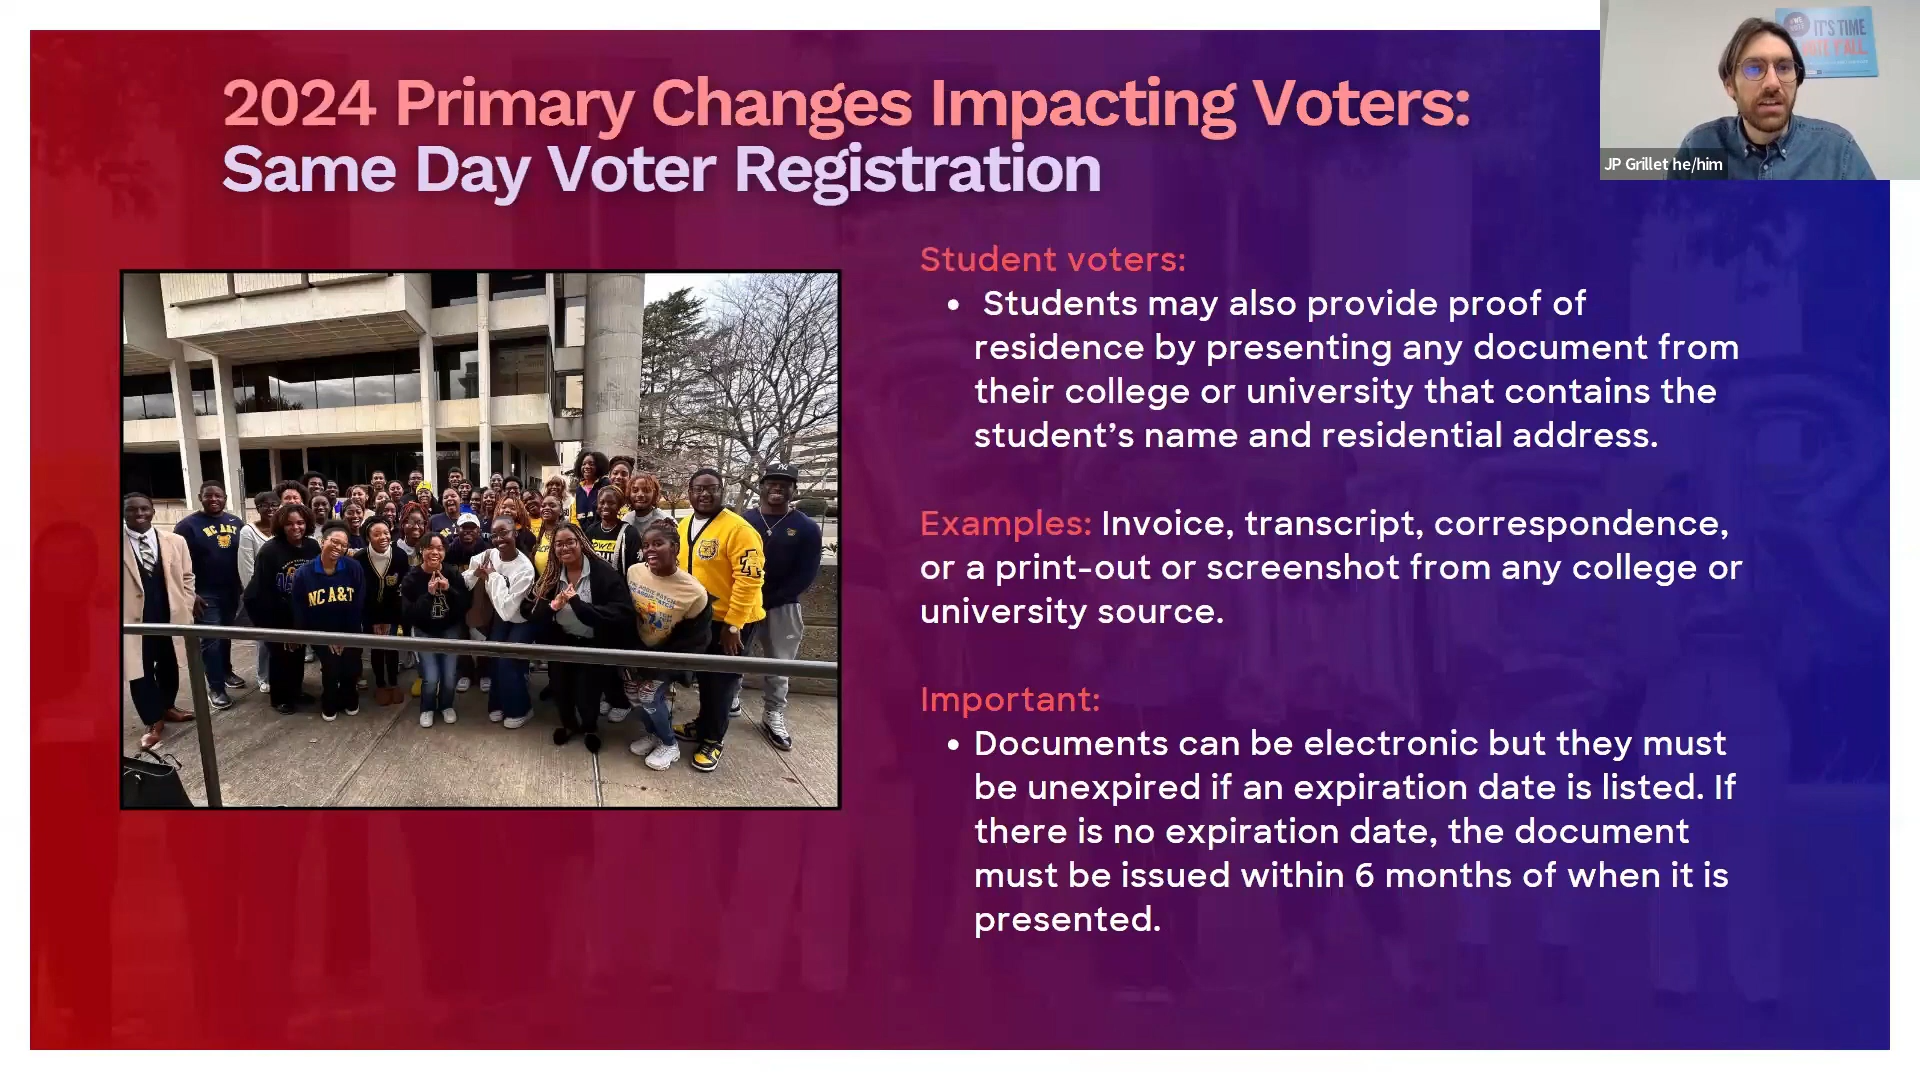 2024 Primary Changes Impacting Voters:
Same Day Voter Registration
IT'S TIME
JP Grillet he/him
Student voters:
• Students may also provide proof of
residence by presenting any document from
their college or university that contains the
student's name and residential address.
Examples: Invoice, transcript, correspondence,
or a print-out or screenshot from any college or
university source.
Important:
• Documents can be electronic but they must
be unexpired if an expiration date is listed. If
there is no expiration date, the document
must be issued within 6 months of when it is
presented.
NC A&T
NC A&T